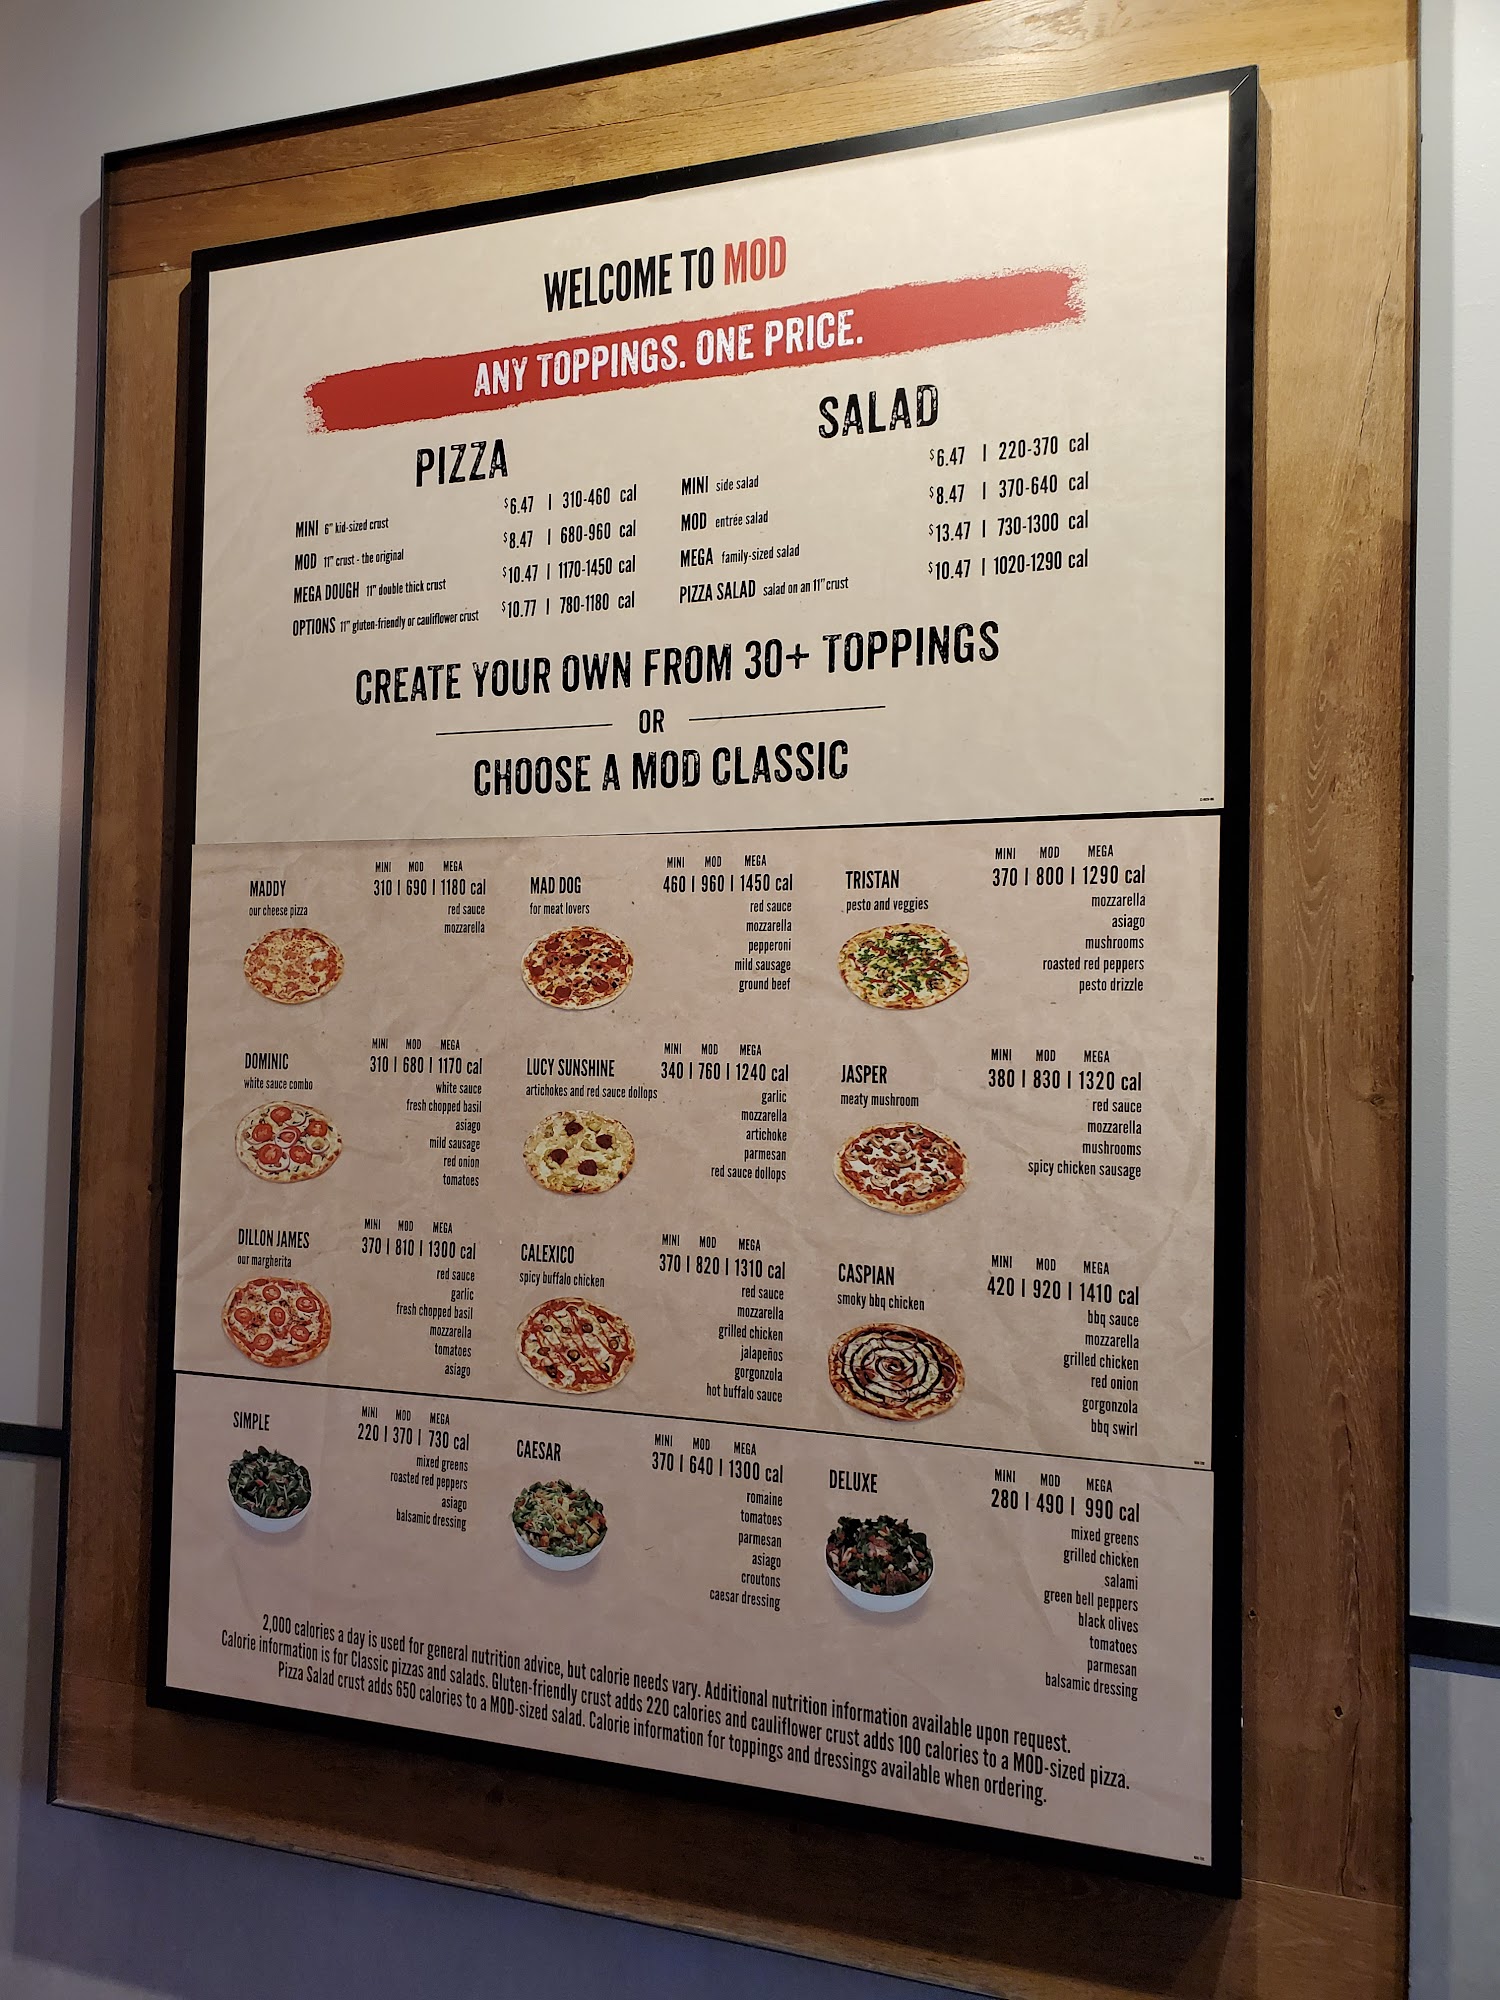 WELCOME TO MOD
ANY TOPPINGS. ONE PRICE.
PIZZA
MINI 6" kid-sized crust $6.47 | 310-460 cal
MOD 11" crust - the original $8.47 | 680-960 cal
MEGA DOUGH 11" double thick crust $10.47 | 1170-1450 cal
OPTIONS 11" gluten-friendly or cauliflower crust $10.77 | 780-1180 cal
SALAD
MINI side salad $6.47 | 220-370 cal
MOD entrée salad $8.47 | 370-640 cal
MEGA family-sized salad $13.47 | 730-1300 cal
PIZZA SALAD salad on an 11" crust $10.47 | 1020-1290 cal
CREATE YOUR OWN FROM 30+ TOPPINGS
OR
CHOOSE A MOD CLASSIC
MADDY
our cheese pizza
MINI MOD MEGA
310 | 690 | 1180 cal
red sauce
mozzarella
MAD DOG
for meat lovers
MINI MOD MEGA
460 | 960 | 1450 cal
red sauce
mozzarella
pepperoni
mild sausage
ground beef
TRISTAN
pesto and veggies
MINI MOD MEGA
370 | 800 | 1290 cal
mozzarella
asiago
mushrooms
roasted red peppers
pesto drizzle
DOMINIC
white sauce combo
MINI MOD MEGA
310 | 680 | 1170 cal
white sauce
fresh chopped basil
asiago
mild sausage
red onion
tomatoes
LUCY SUNSHINE
artichokes and red sauce dollops
MINI MOD MEGA
340 | 760 | 1240 cal
garlic
mozzarella
artichoke
parmesan
red sauce dollops
JASPER
meaty mushroom
MINI MOD MEGA
380 | 830 | 1320 cal
red sauce
mozzarella
mushrooms
spicy chicken sausage
DILLON JAMES
our margherita
MINI MOD MEGA
370 | 810 | 1300 cal
red sauce
garlic
fresh chopped basil
mozzarella
tomatoes
asiago
CALEXICO
spicy buffalo chicken
MINI MOD MEGA
370 | 820 | 1310 cal
red sauce
mozzarella
grilled chicken
jalapeños
gorgonzola
hot buffalo sauce
CASPIAN
smoky bbq chicken
MINI MOD MEGA
420 | 920 | 1410 cal
bbq sauce
mozzarella
grilled chicken
red onion
gorgonzola
bbq swirl
SIMPLE
MINI MOD MEGA
220 | 370 | 730 cal
mixed greens
roasted red peppers
asiago
balsamic dressing
CAESAR
MINI MOD MEGA
370 | 640 | 1300 cal
romaine
tomatoes
parmesan
asiago
croutons
caesar dressing
DELUXE
MINI MOD MEGA
280 | 490 | 990 cal
mixed greens
grilled chicken
salami
green bell peppers
black olives
tomatoes
parmesan
balsamic dressing
2,000 calories a day is used for general nutrition advice, but calorie needs vary. Additional nutrition information available upon request.
Calorie information is for Classic pizzas and salads. Gluten-friendly crust adds 220 calories and cauliflower crust adds 100 calories to a MOD-sized pizza.
Pizza Salad crust adds 650 calories to a MOD-sized salad. Calorie information for toppings and dressings available when ordering.